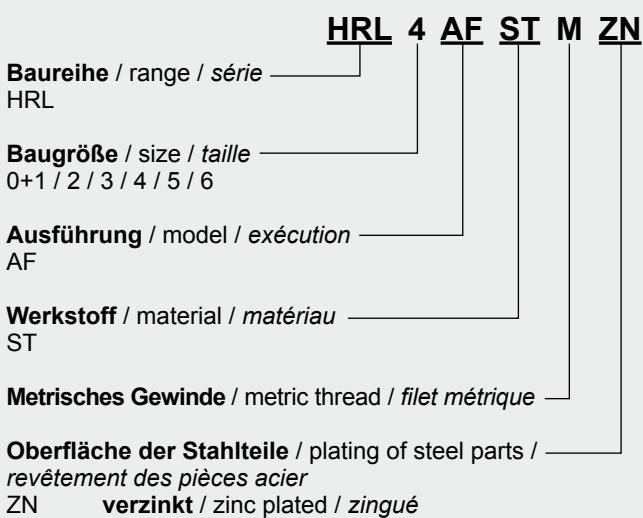 HRL 4 AF ST M ZN
Baureihe / range / série
HRL
Baugröße / size / taille
0+1 / 2 / 3 / 4 / 5 / 6
Ausführung / model / exécution
AF
Werkstoff / material / matériau
ST
Metrisches Gewinde / metric thread / filet métrique
Oberfläche der Stahlteile / plating of steel parts /
revêtement des pièces acier
ZN verzinkt / zinc plated / zingué